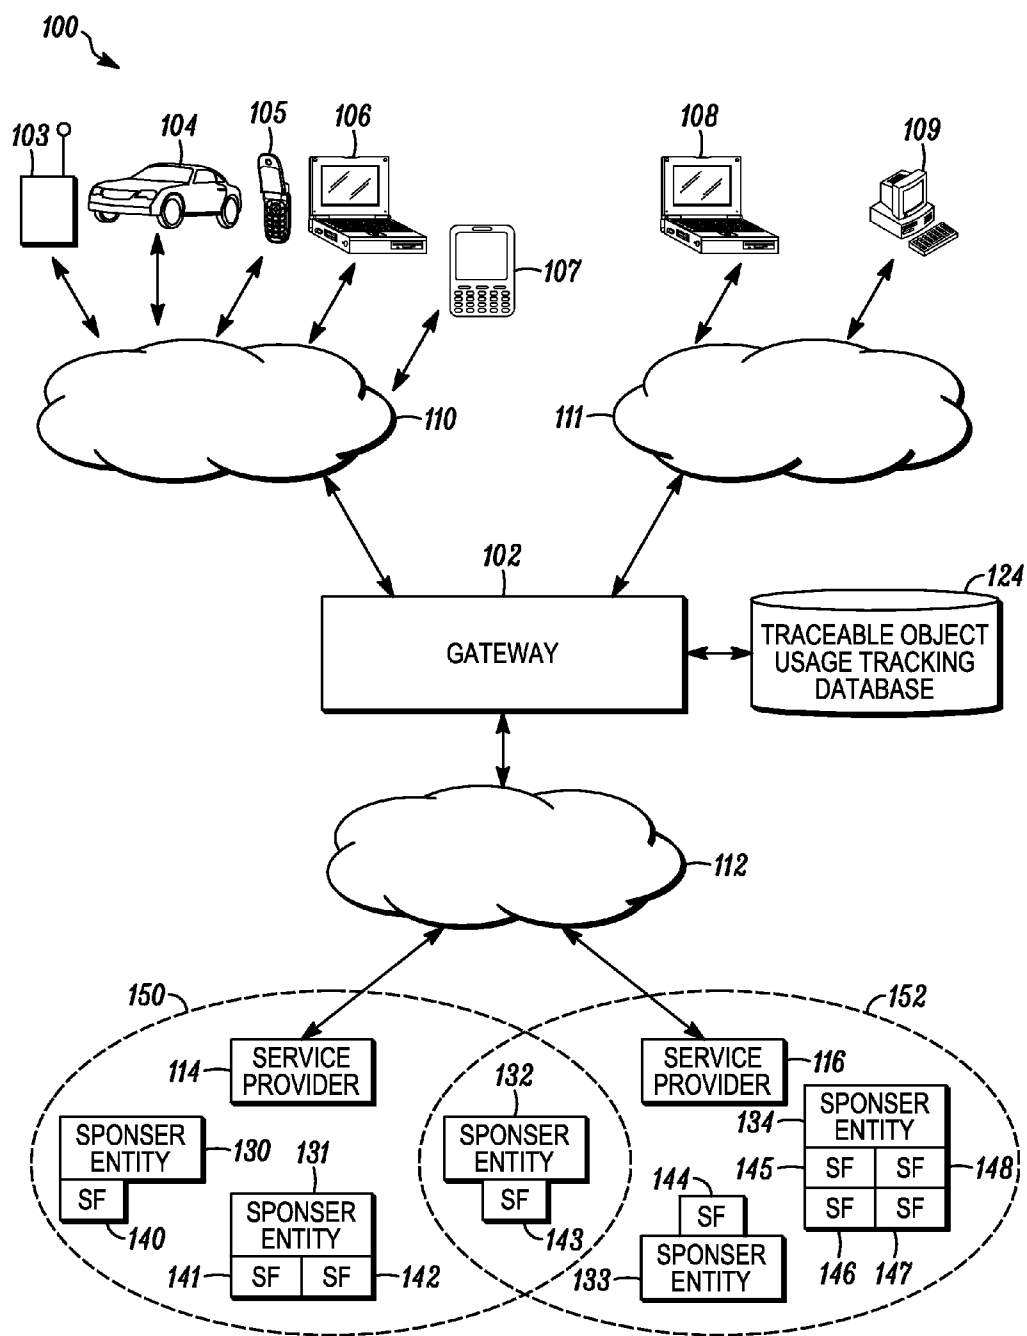 100
103
104
105
106
108
109
107
110
111
102
124
GATEWAY
TRACEABLE OBJECT
USAGE TRACKING
DATABASE
112
150
152
114
SERVICE
PROVIDER
132
SERVICE
PROVIDER
116
SPONSER
ENTITY
130
131
SPONSER
ENTITY
134
SPONSER
ENTITY
SF
140
SPONSER
ENTITY
SF
143
144
SF
145
SF
SF
148
SF
SF
141
SF
SF
142
133
SPONSER
ENTITY
146
147